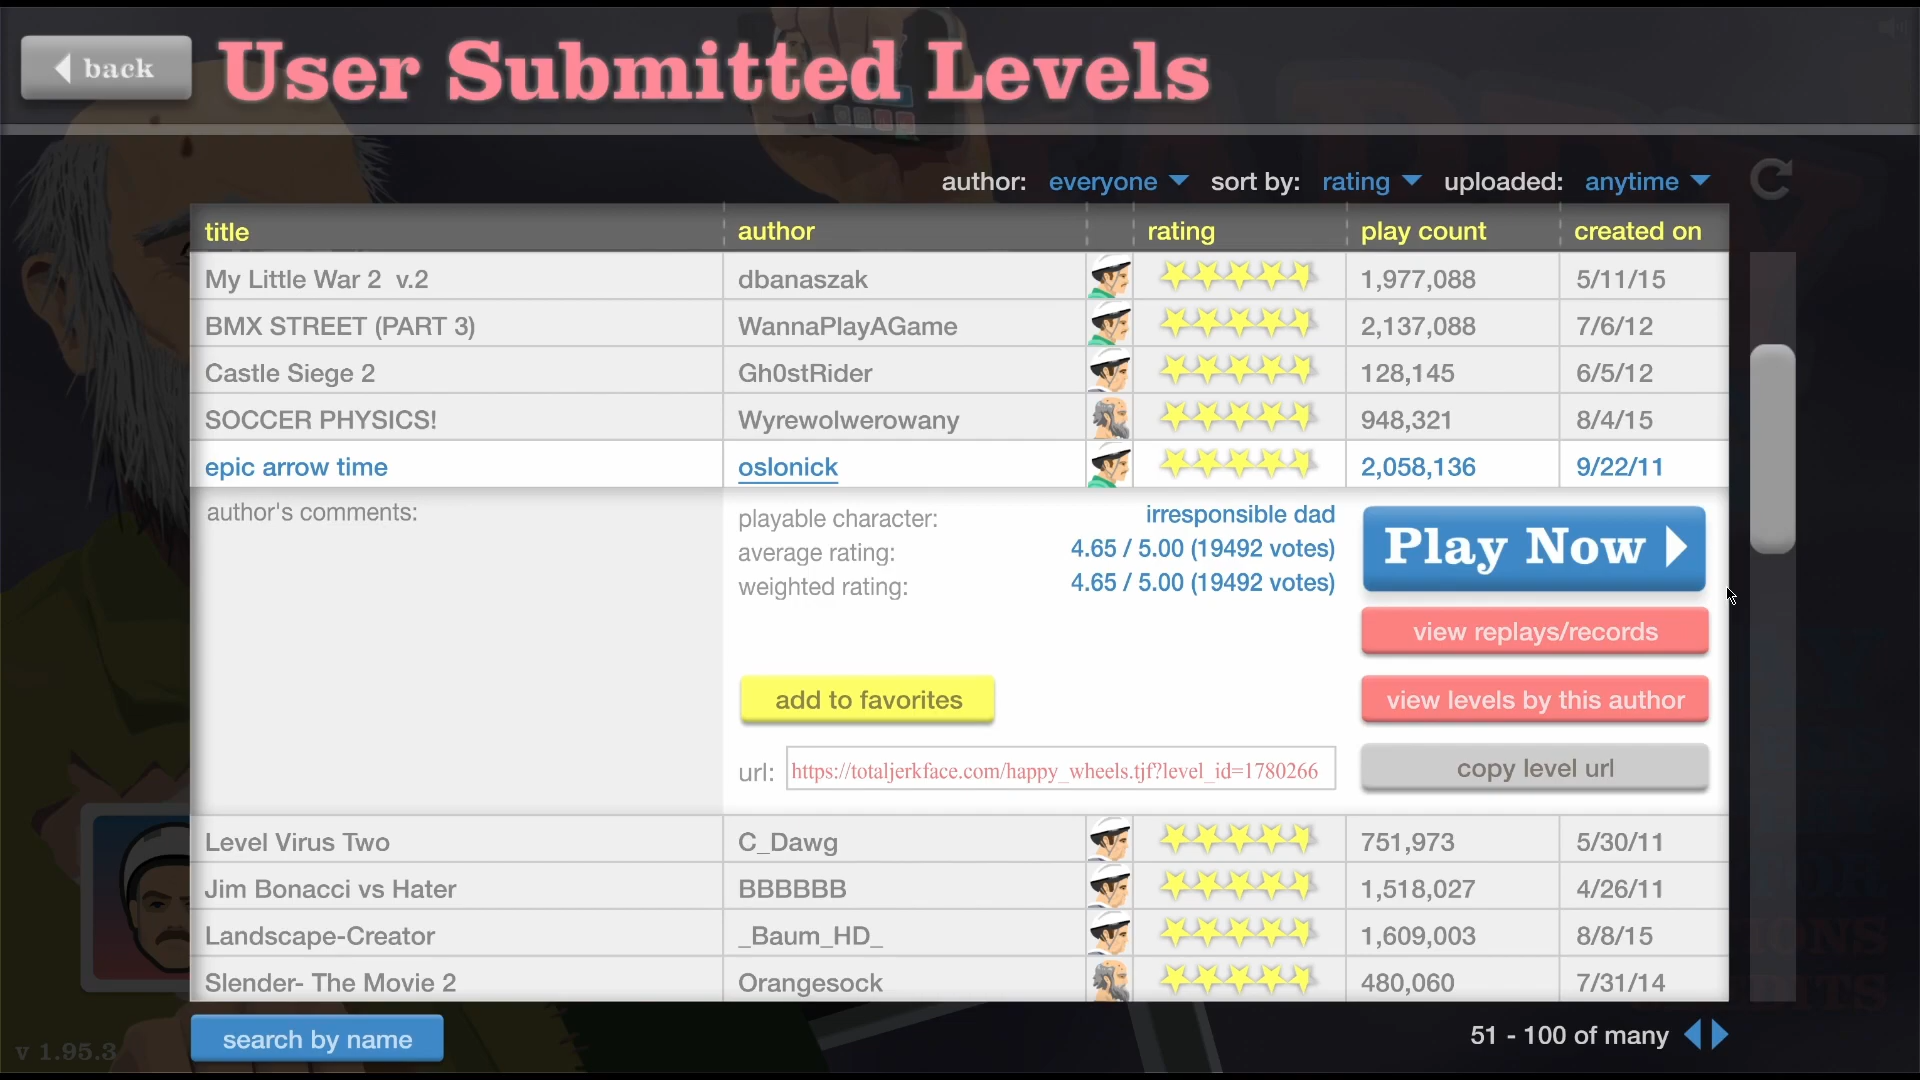 back
User Submitted Levels
author: everyone sort by: rating uploaded: anytime
title author rating play count created on
My Little War 2 v.2 dbanaszak 1,977,088 5/11/15
BMX STREET (PART 3) WannaPlayAGame 2,137,088 7/6/12
Castle Siege 2 Gh0stRider 128,145 6/5/12
SOCCER PHYSICS! Wyrewolwerowany 948,321 8/4/15
epic arrow time oslonick 2,058,136 9/22/11
author's comments:
playable character: irresponsible dad
average rating: 4.65 / 5.00 (19492 votes)
weighted rating: 4.65 / 5.00 (19492 votes)
Play Now
view replays/records
add to favorites
view levels by this author
url: https://totaljerkface.com/happy_wheels.tjf?level_id=1780266
copy level url
Level Virus Two C_Dawg 751,973 5/30/11
Jim Bonacci vs Hater BBBBBB 1,518,027 4/26/11
Landscape-Creator _Baum_HD_ 1,609,003 8/8/15
Slender- The Movie 2 Orangesock 480,060 7/31/14
search by name
51 - 100 of many
v 1.95.3